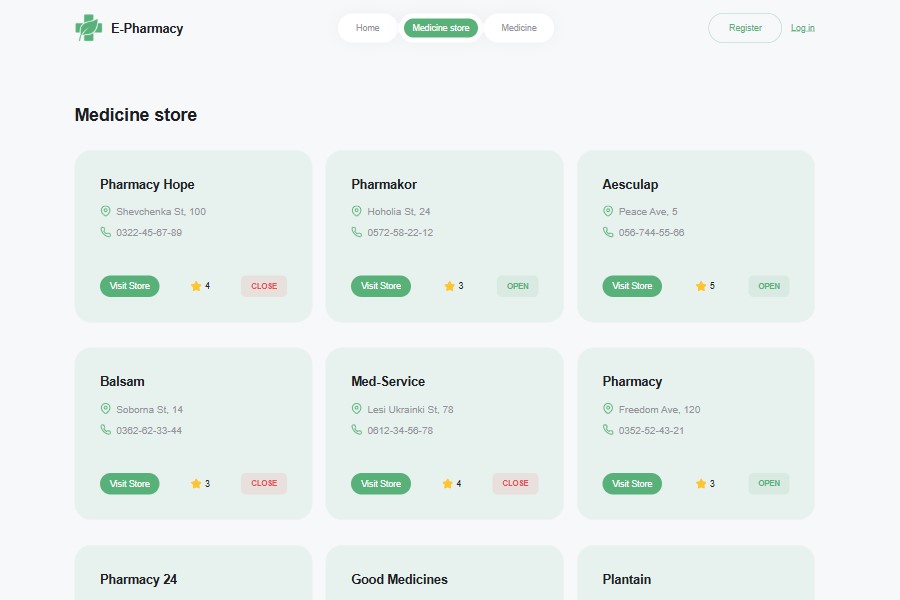 E-Pharmacy
Home
Medicine store
Medicine
Register
Log in
Medicine store
Pharmacy Hope
Shevchenka St, 100
0322-45-67-89
Visit Store
4
CLOSE
Pharmakor
Hoholia St, 24
0572-58-22-12
Visit Store
3
OPEN
Aesculap
Peace Ave, 5
056-744-55-66
Visit Store
5
OPEN
Balsam
Soborna St, 14
0362-62-33-44
Visit Store
3
CLOSE
Med-Service
Lesi Ukrainki St, 78
0612-34-56-78
Visit Store
4
CLOSE
Pharmacy
Freedom Ave, 120
0352-52-43-21
Visit Store
3
OPEN
Pharmacy 24
Good Medicines
Plantain